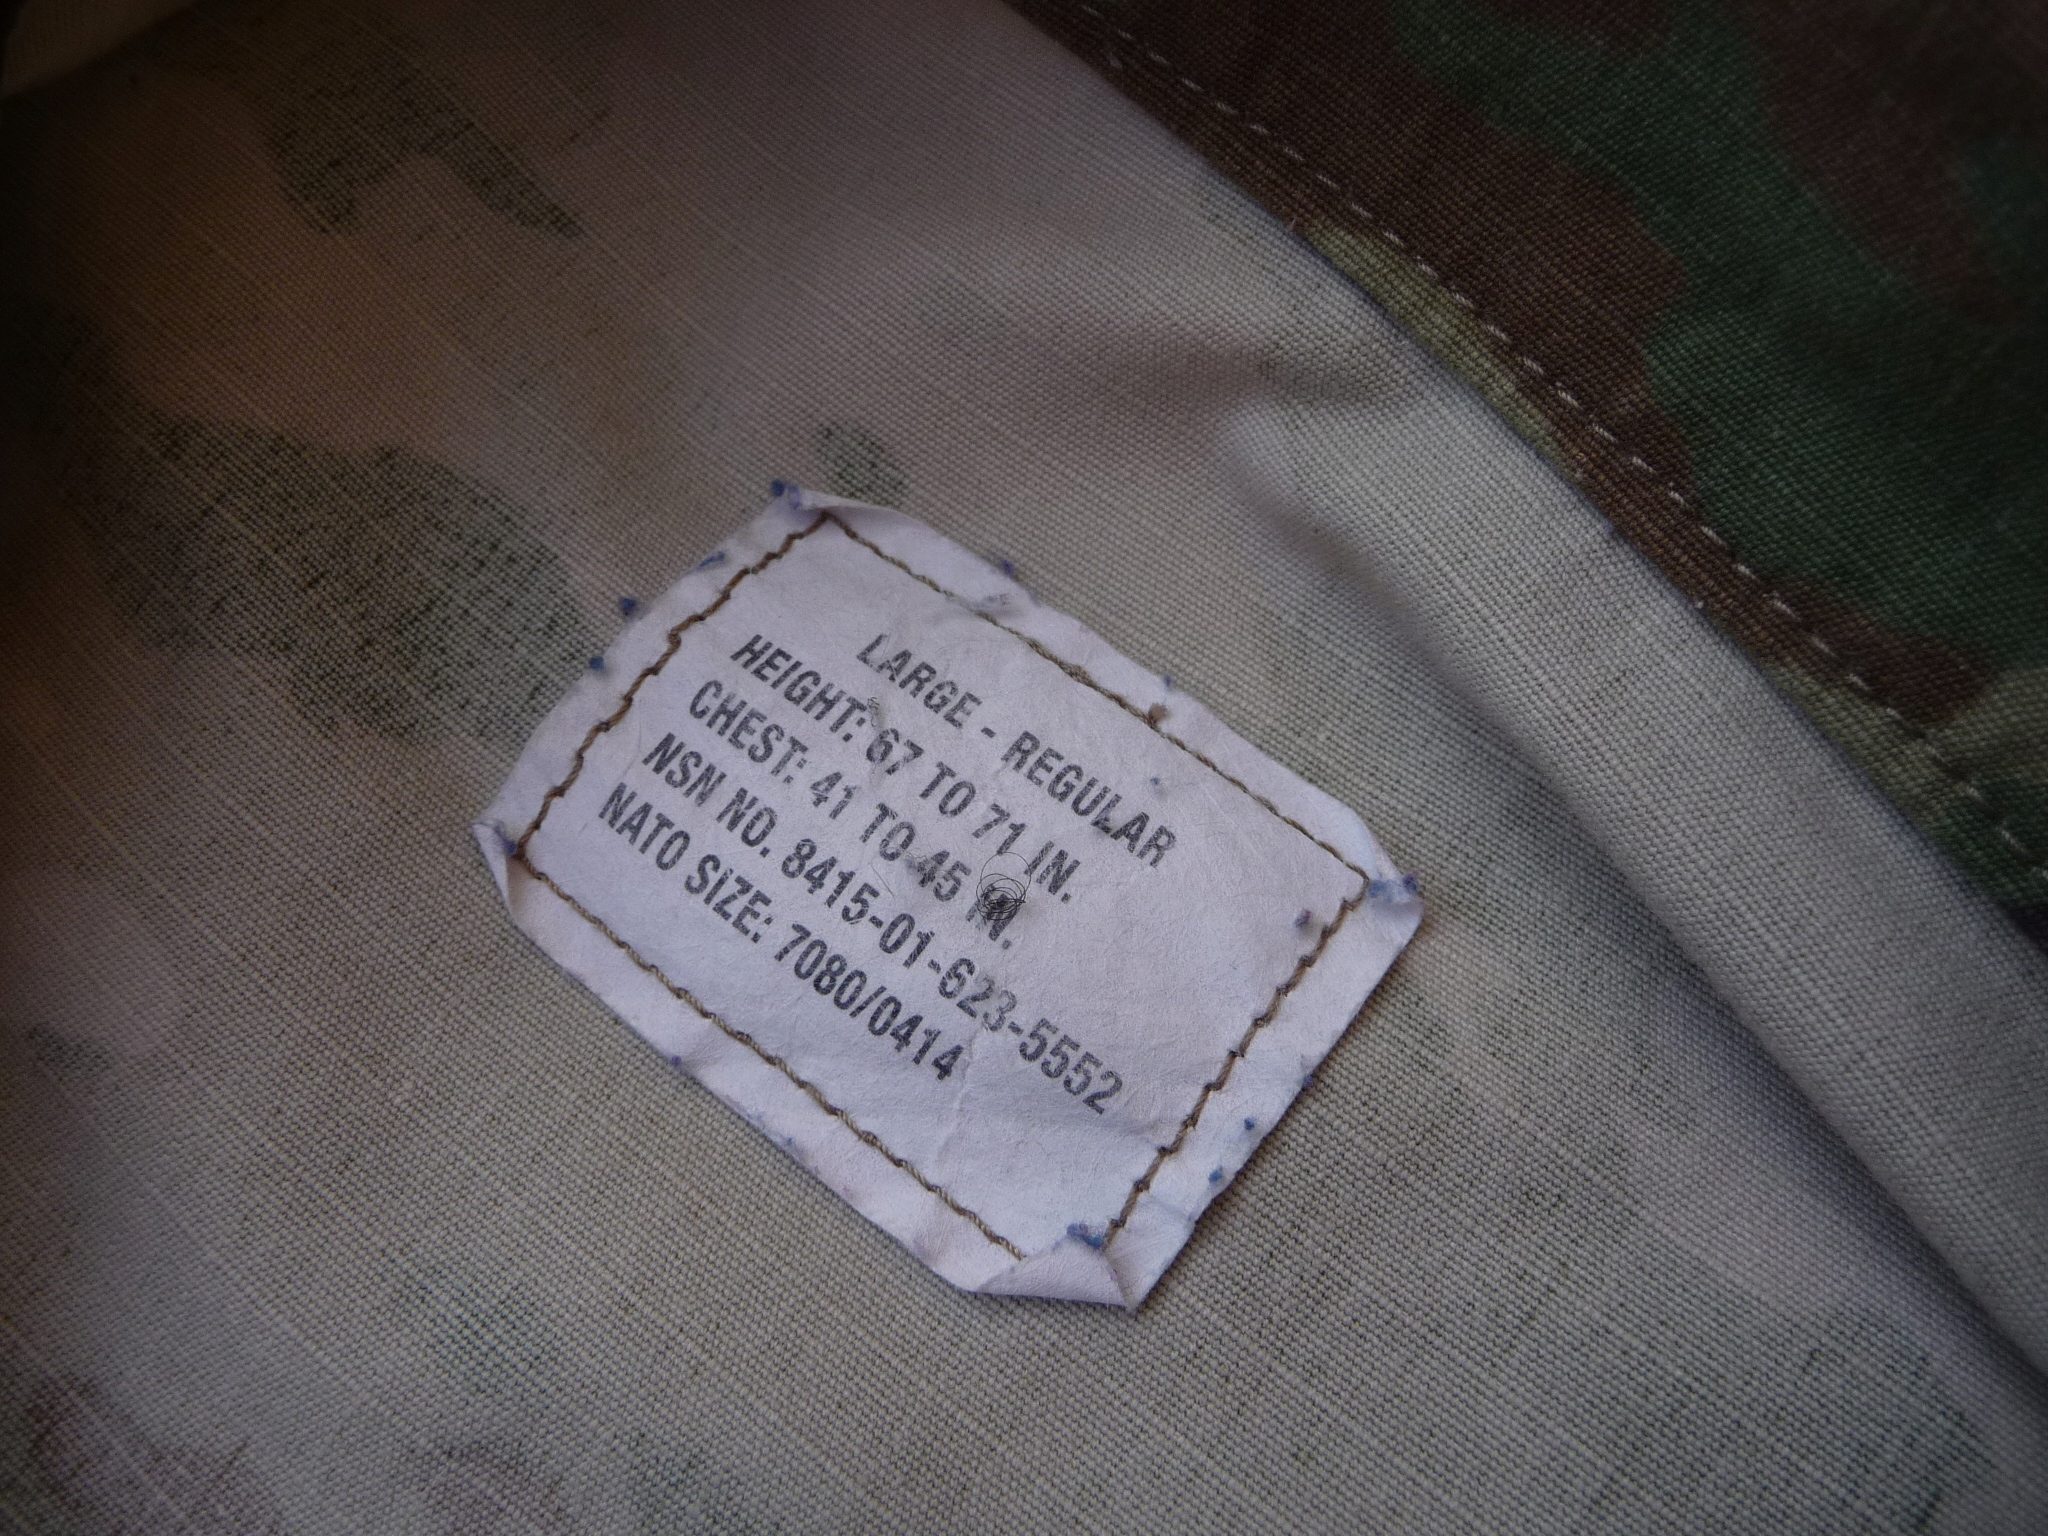 LARGE - REGULAR
HEIGHT: 67 TO 71 IN.
CHEST: 41 TO 45 IN.
NSN NO. 8415-01-623-5552
NATO SIZE: 7080/0414